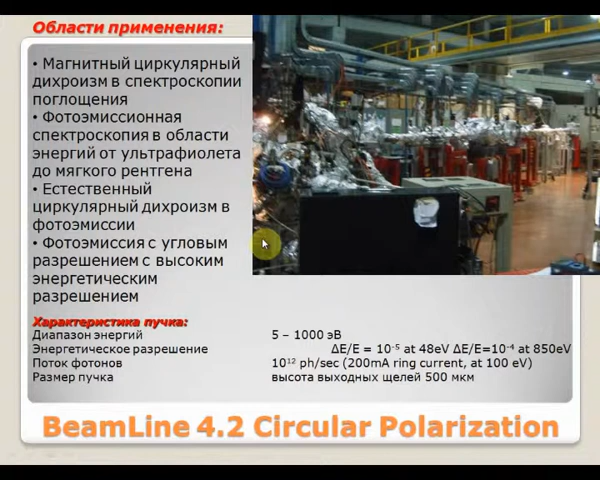 Области применения:
• Магнитный циркулярный
дихроизм в спектроскопии
поглощения
• Фотоэмиссионная
спектроскопия в области
энергий от ультрафиолета
до мягкого рентгена
• Естественный
циркулярный дихроизм в
фотоэмиссии
• Фотоэмиссия с угловым
разрешением с высоким
энергетическим
разрешением
Характеристика пучка:
Диапазон энергий 5 – 1000 эВ
Энергетическое разрешение ΔE/E = 10⁻⁵ at 48eV ΔE/E=10⁻⁴ at 850eV
Поток фотонов 10¹² ph/sec (200mA ring current, at 100 eV)
Размер пучка высота выходных щелей 500 мкм
BeamLine 4.2 Circular Polarization